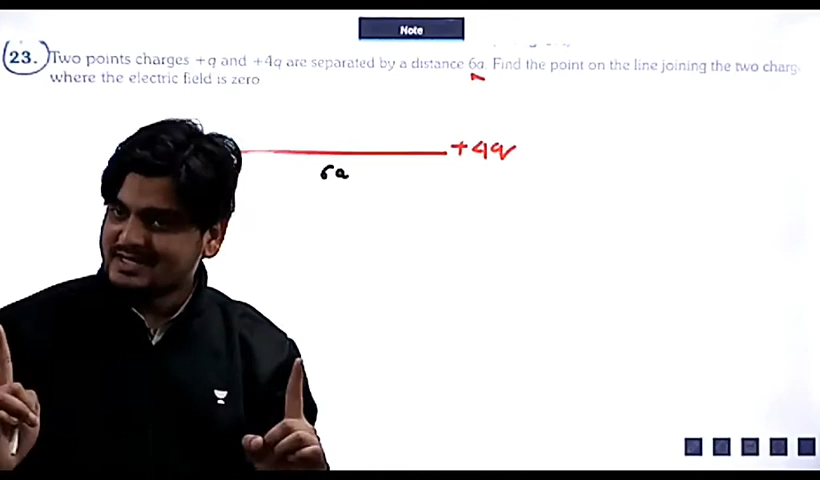 Note
23. Two points charges +q and +4q are separated by a distance 6a. Find the point on the line joining the two charg
where the electric field is zero
+4q
6a